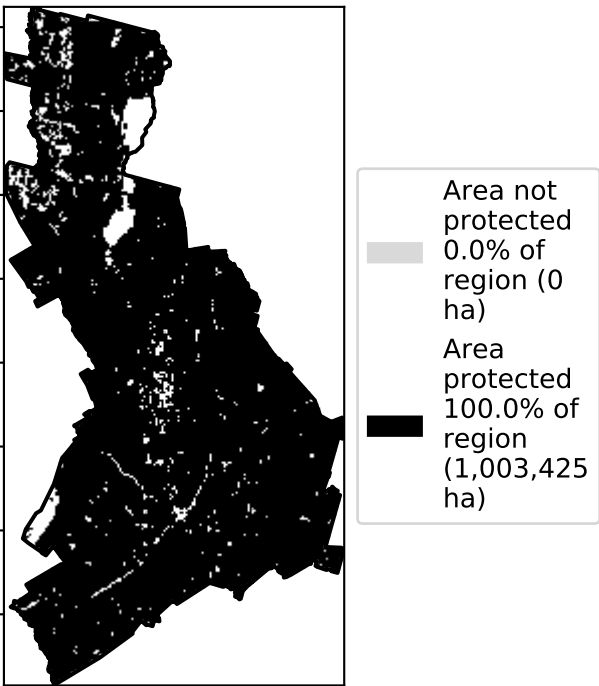 Area not
protected
0.0% of
region (0
ha)
Area
protected
100.0% of
region
(1,003,425
ha)